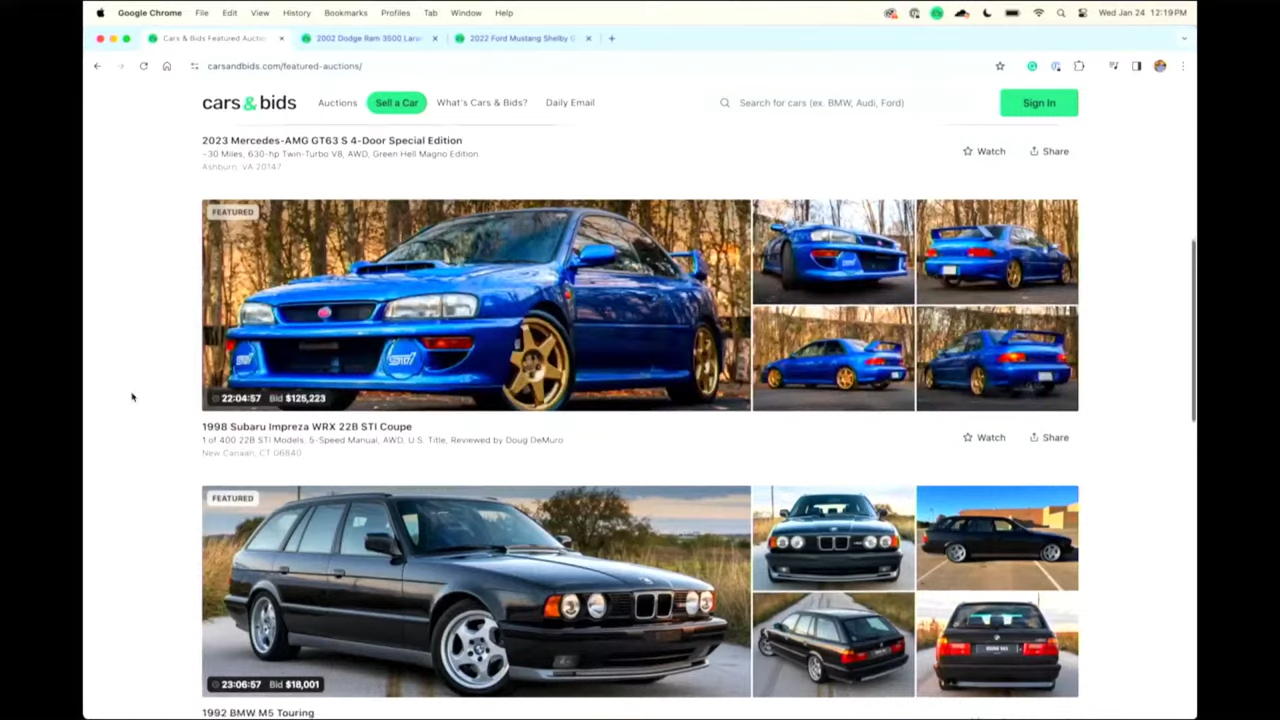 Google Chrome File Edit View History Bookmarks Profiles Tab Window Help Wed Jan 24 12:19 PM
Cars & Bids Featured Auctio 2002 Dodge Ram 3500 Lara 2022 Ford Mustang Shelby G
carsandbids.com/featured-auctions/
cars & bids Auctions Sell a Car What's Cars & Bids? Daily Email Search for cars (ex. BMW, Audi, Ford) Sign In
2023 Mercedes-AMG GT63 S 4-Door Special Edition
~30 Miles, 630-hp Twin-Turbo V8, AWD, Green Hell Magno Edition
Ashburn, VA 20147
Watch Share
FEATURED
STI
22:04:57 Bid $125,223
1998 Subaru Impreza WRX 22B STI Coupe
1 of 400 22B STI Models, 5-Speed Manual, AWD, U.S. Title, Reviewed by Doug DeMuro
New Canaan, CT 06840
Watch Share
FEATURED
23:06:57 Bid $18,001
1992 BMW M5 Touring